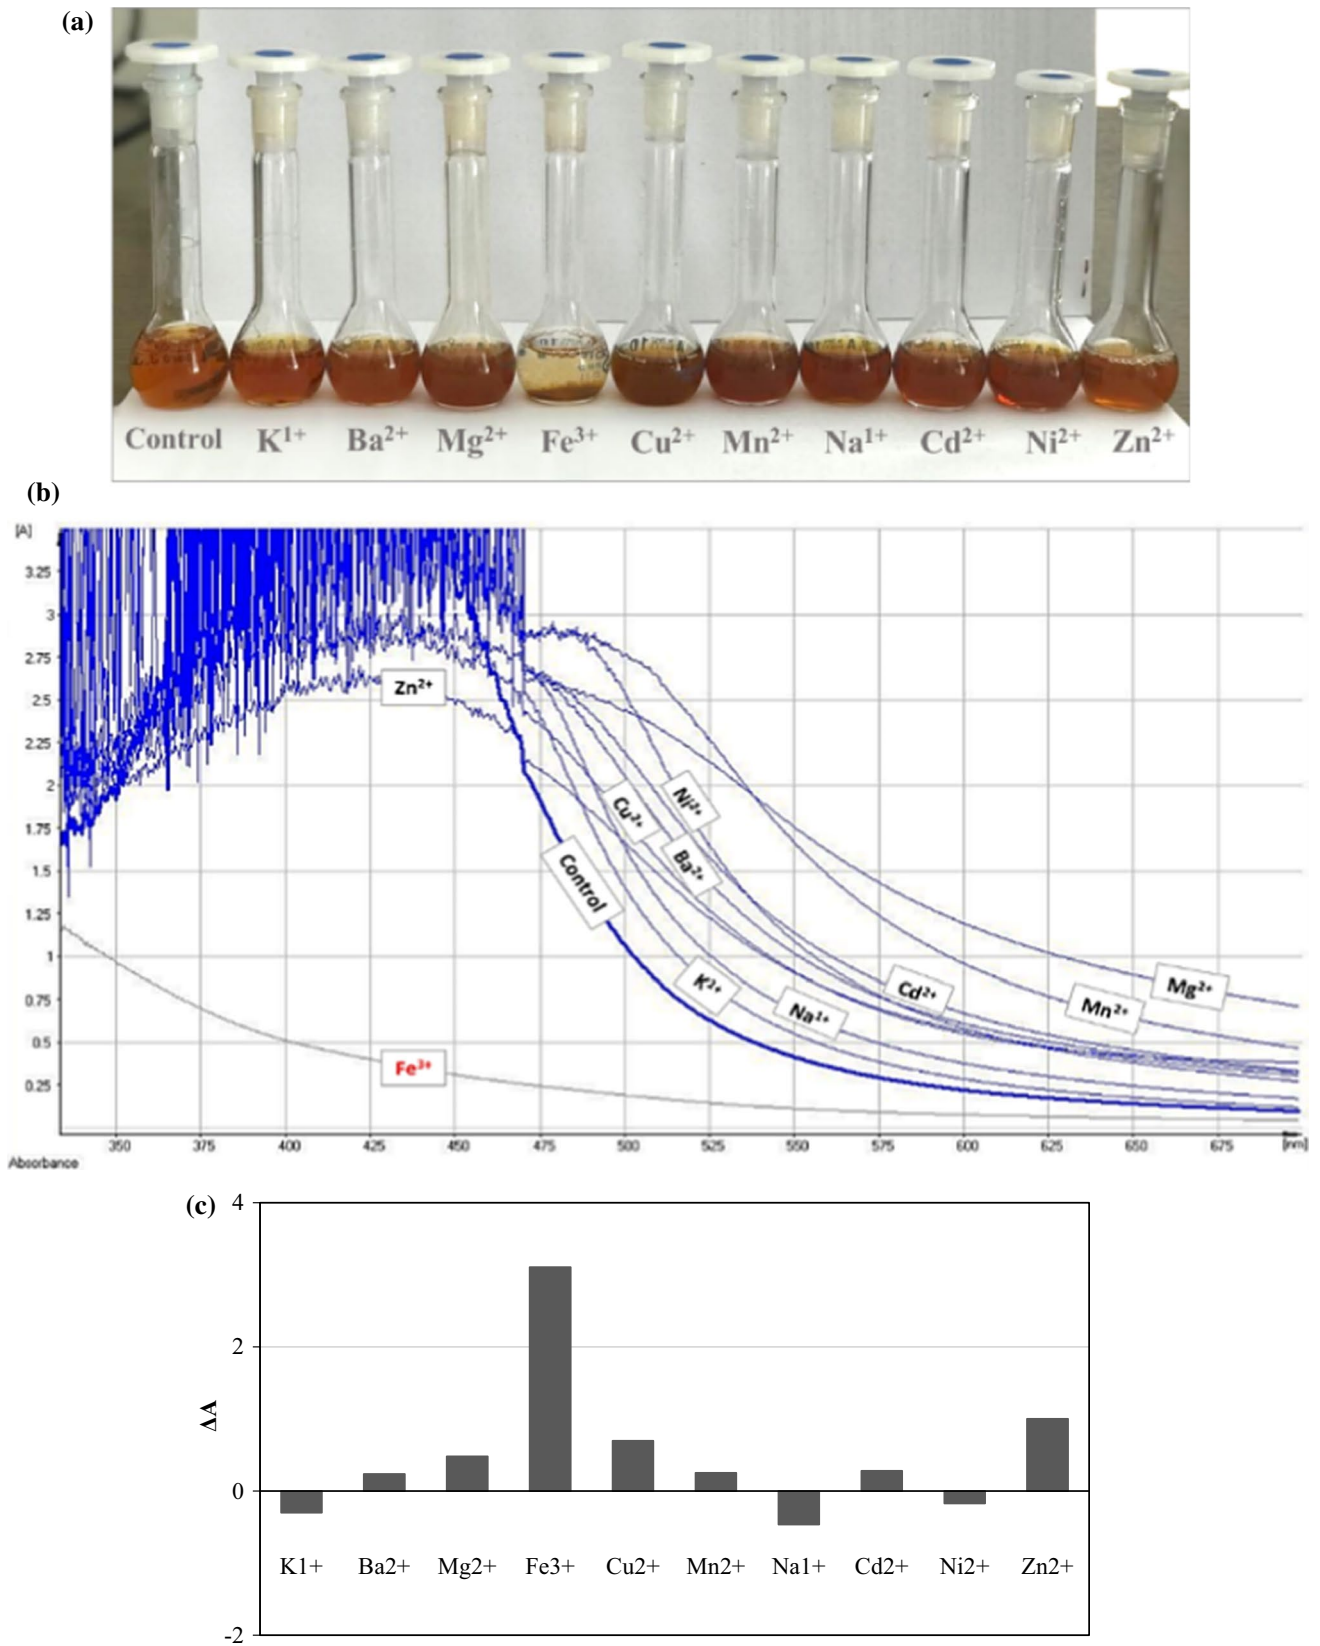 (a)
Control K¹⁺ Ba²⁺ Mg²⁺ Fe³⁺ Cu²⁺ Mn²⁺ Na¹⁺ Cd²⁺ Ni²⁺ Zn²⁺
(b)
[A]
3.25
3
2.75
2.5
2.25
2
1.75
1.5
1.25
1
0.75
0.5
0.25
Zn²⁺
Ni²⁺
Cu²⁺
Ba²⁺
Control
K¹⁺
Cd²⁺
Na¹⁺
Mg²⁺
Mn²⁺
Fe³⁺
350 375 400 425 450 475 500 525 550 575 600 625 650 675 [nm]
Absorbance
(c)
4
2
0
-2
ΔA
K1+ Ba2+ Mg2+ Fe3+ Cu2+ Mn2+ Na1+ Cd2+ Ni2+ Zn2+